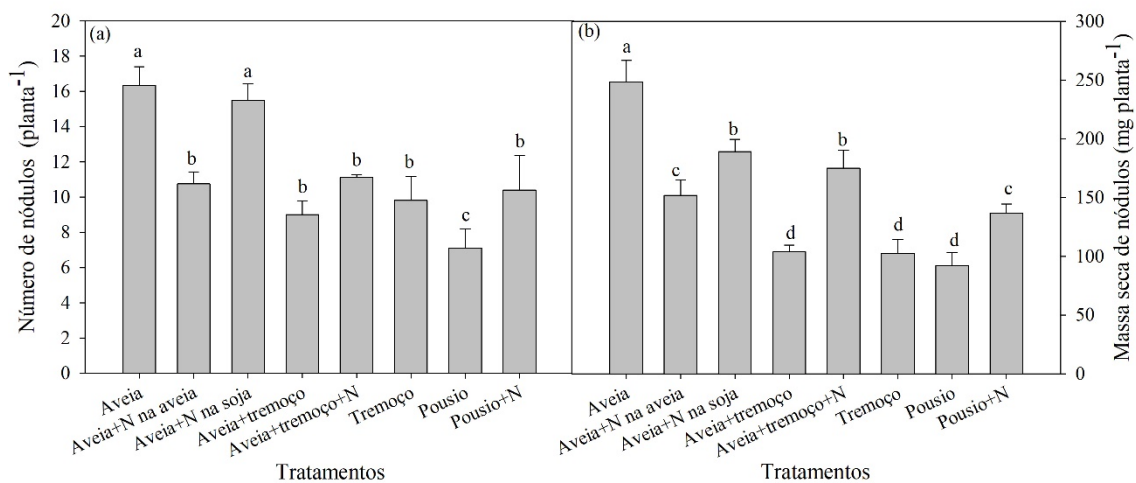 (a)
Número de nódulos (planta⁻¹)
20
18
16
14
12
10
8
6
4
2
0
a
b
a
b
b
b
c
b
Aveia
Aveia+N na aveia
Aveia+N na soja
Aveia+tremoço
Aveia+tremoço+N
Tremoço
Pousio
Pousio+N
Tratamentos
(b)
a
c
b
d
b
d
d
c
Aveia
Aveia+N na aveia
Aveia+N na soja
Aveia+tremoço
Aveia+tremoço+N
Tremoço
Pousio
Pousio+N
Tratamentos
300
250
200
150
100
50
0
Massa seca de nódulos (mg planta⁻¹)